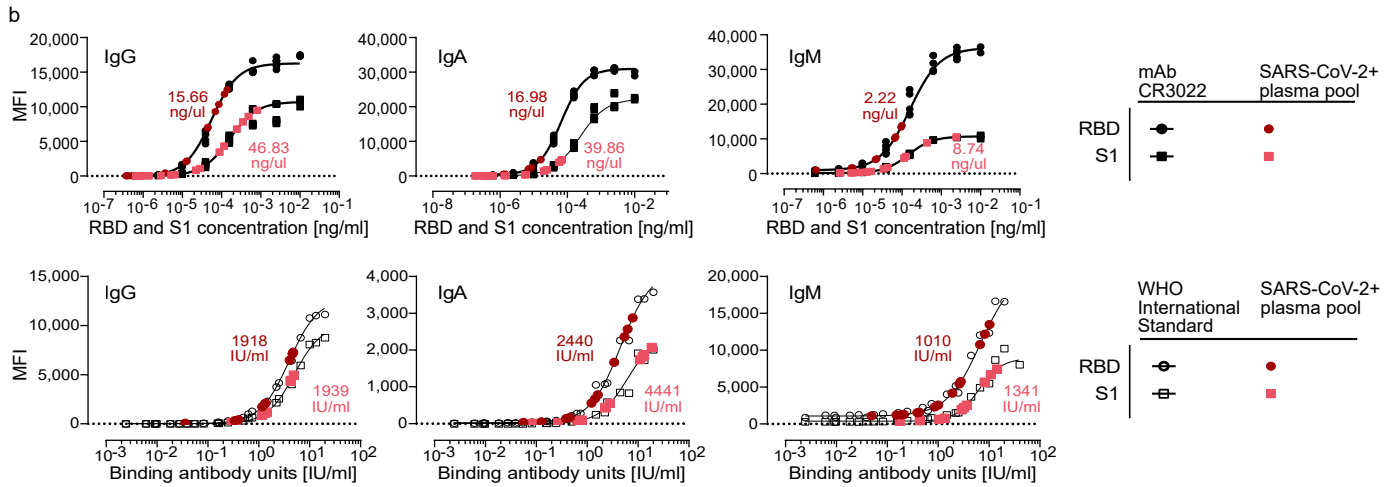 b
IgG
IgA
IgM
MFI
20,000
15,000
10,000
5,000
0
15.66
ng/ul
46.83
ng/ul
10-7
10-6
10-5
10-4
10-3
10-2
10-1
RBD and S1 concentration [ng/ml]
40,000
30,000
20,000
10,000
0
16.98
ng/ul
39.86
ng/ul
10-8
10-6
10-4
10-2
RBD and S1 concentration [ng/ml]
40,000
30,000
20,000
10,000
0
2.22
ng/ul
8.74
ng/ul
10-7
10-6
10-5
10-4
10-3
10-2
10-1
RBD and S1 concentration [ng/ml]
mAb
CR3022
SARS-CoV-2+
plasma pool
RBD
S1
IgG
IgA
IgM
MFI
15,000
10,000
5,000
0
1918
IU/ml
1939
IU/ml
10-3
10-2
10-1
100
101
102
Binding antibody units [IU/ml]
4,000
3,000
2,000
1,000
0
2440
IU/ml
4441
IU/ml
10-3
10-2
10-1
100
101
102
Binding antibody units [IU/ml]
20,000
15,000
10,000
5,000
0
1010
IU/ml
1341
IU/ml
10-3
10-2
10-1
100
101
102
Binding antibody units [IU/ml]
WHO
International
Standard
SARS-CoV-2+
plasma pool
RBD
S1